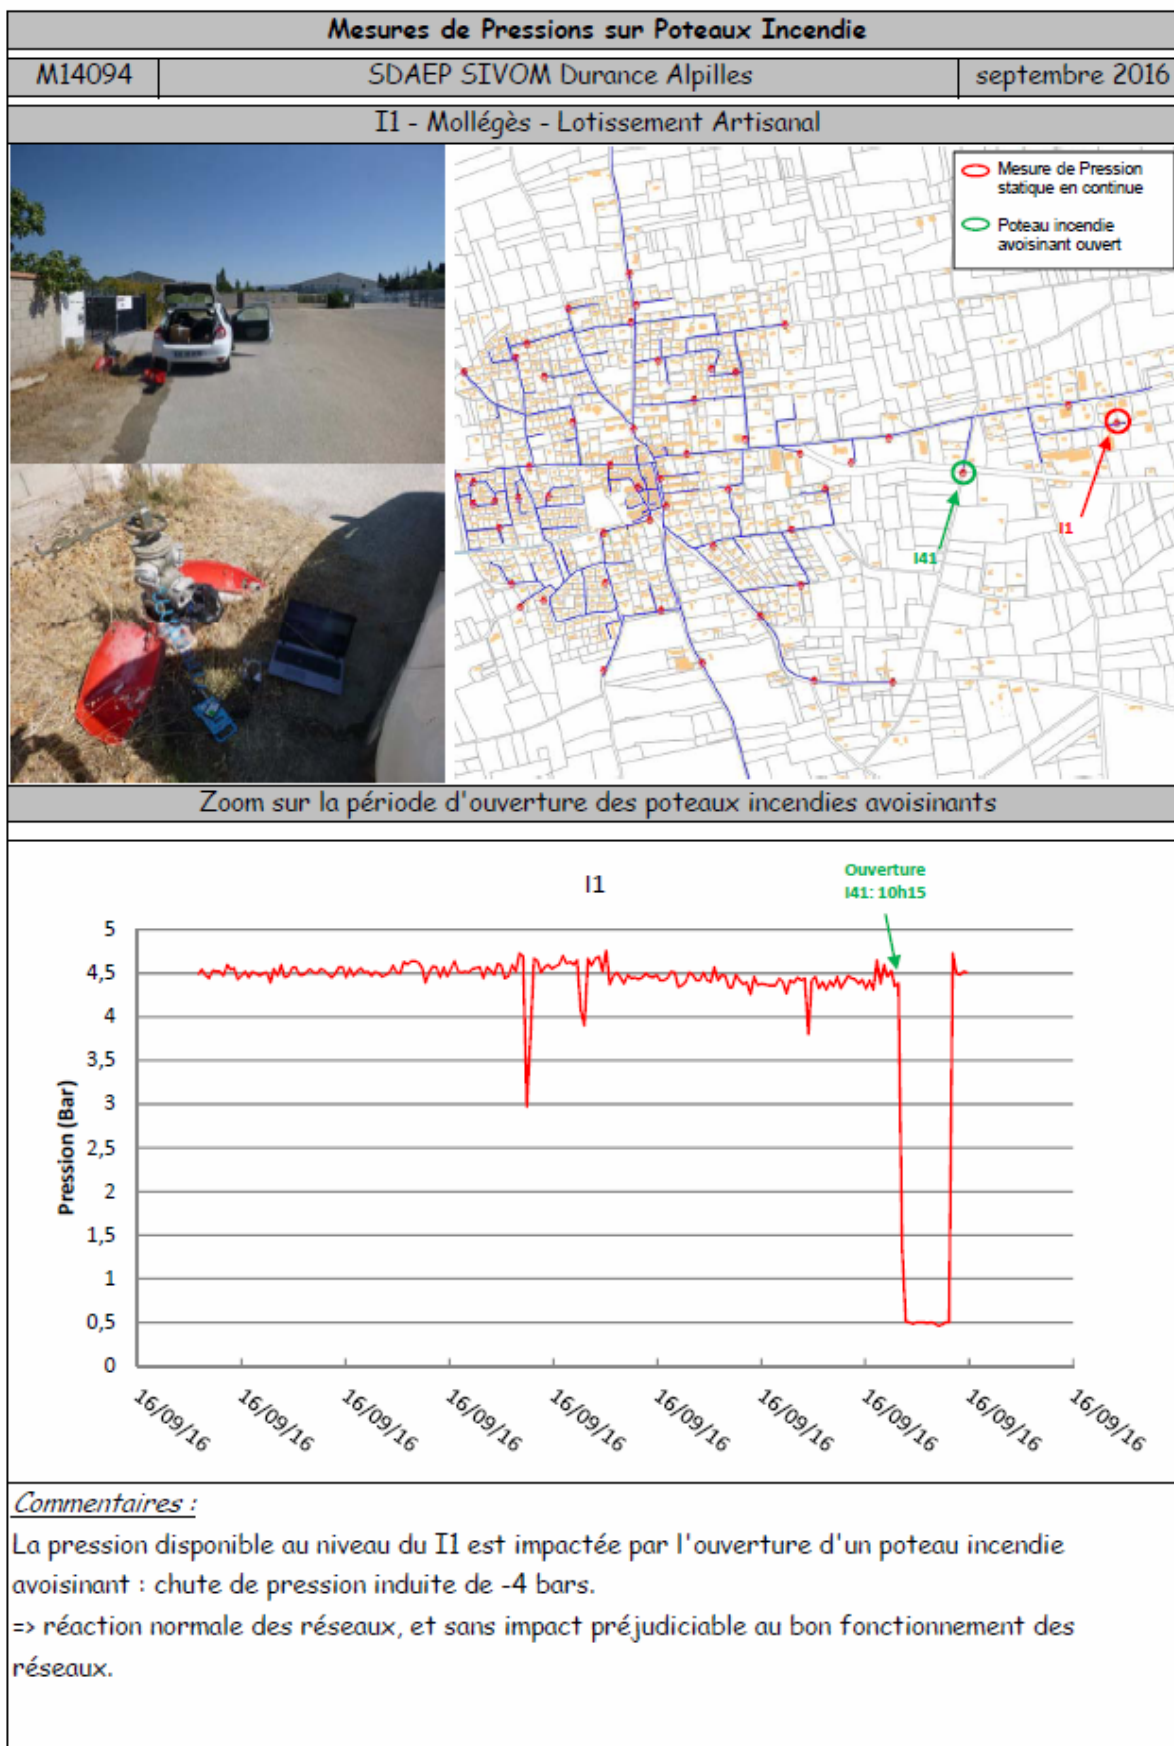 Mesures de Pressions sur Poteaux Incendie
M14094
SDAEP SIVOM Durance Alpilles
septembre 2016
I1 - Mollégès - Lotissement Artisanal
Mesure de Pression
statique en continue
Poteau incendie
avoisinant ouvert
I1
I41
Zoom sur la période d'ouverture des poteaux incendies avoisinants
I1
Ouverture
I41: 10h15
Pression (Bar)
5
4,5
4
3,5
3
2,5
2
1,5
1
0,5
0
16/09/16
16/09/16
16/09/16
16/09/16
16/09/16
16/09/16
16/09/16
16/09/16
16/09/16
16/09/16
Commentaires :
La pression disponible au niveau du I1 est impactée par l'ouverture d'un poteau incendie
avoisinant : chute de pression induite de -4 bars.
=> réaction normale des réseaux, et sans impact préjudiciable au bon fonctionnement des
réseaux.